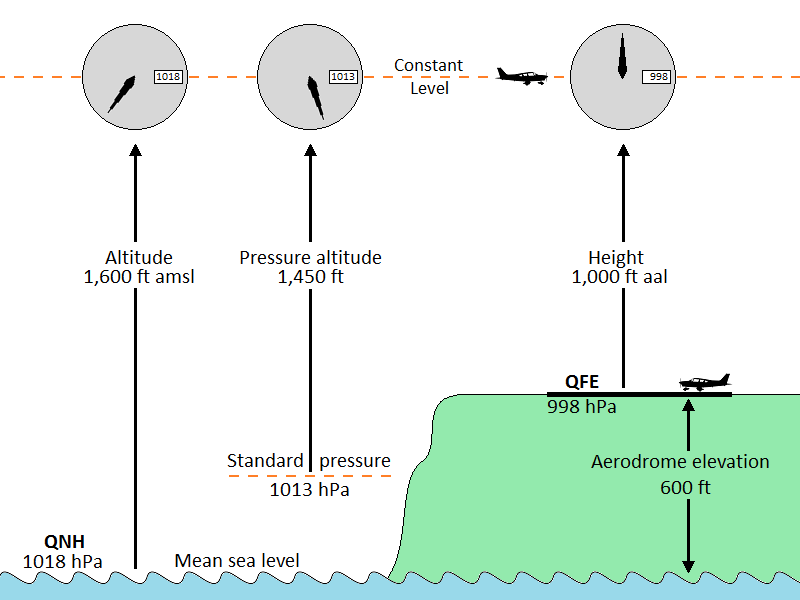 1018
1013
998
Constant
Level
Altitude
1,600 ft amsl
Pressure altitude
1,450 ft
Height
1,000 ft aal
QFE
998 hPa
Standard pressure
1013 hPa
Aerodrome elevation
600 ft
QNH
1018 hPa
Mean sea level